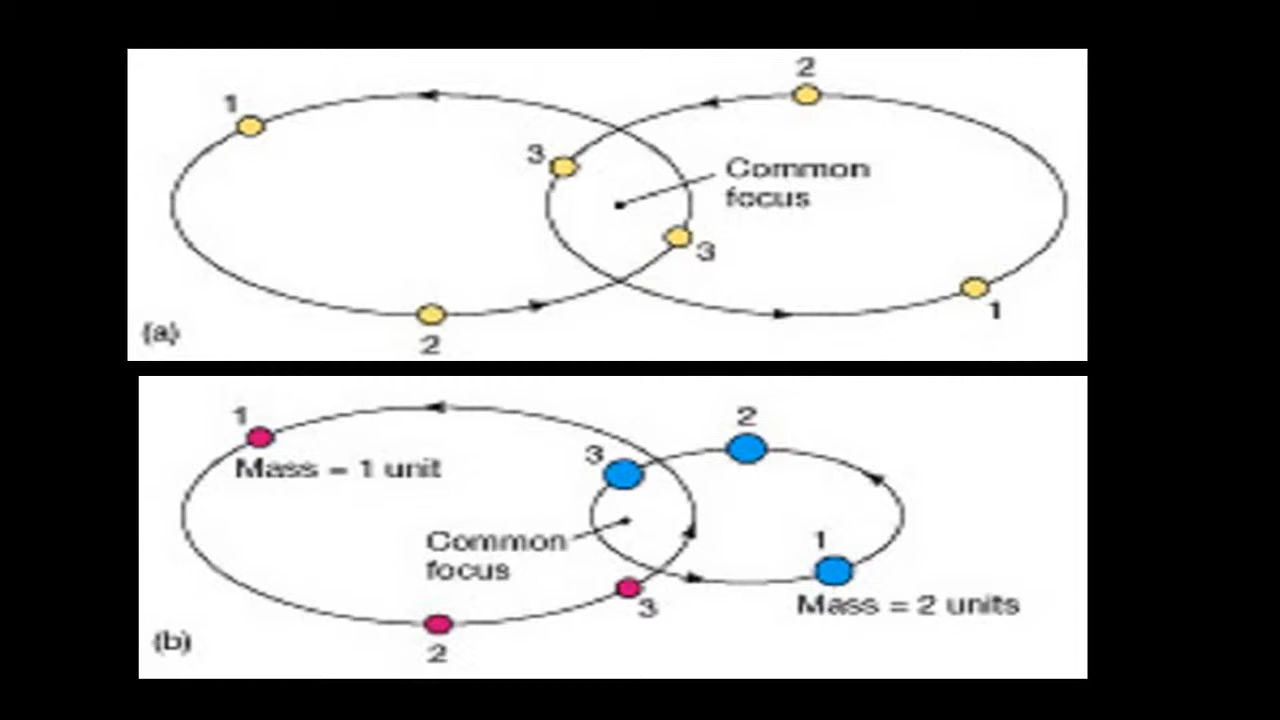 2
1
3
Common
focus
3
1
2
(a)
1
2
3
Mass = 1 unit
Common
focus
1
Mass = 2 units
3
2
(b)